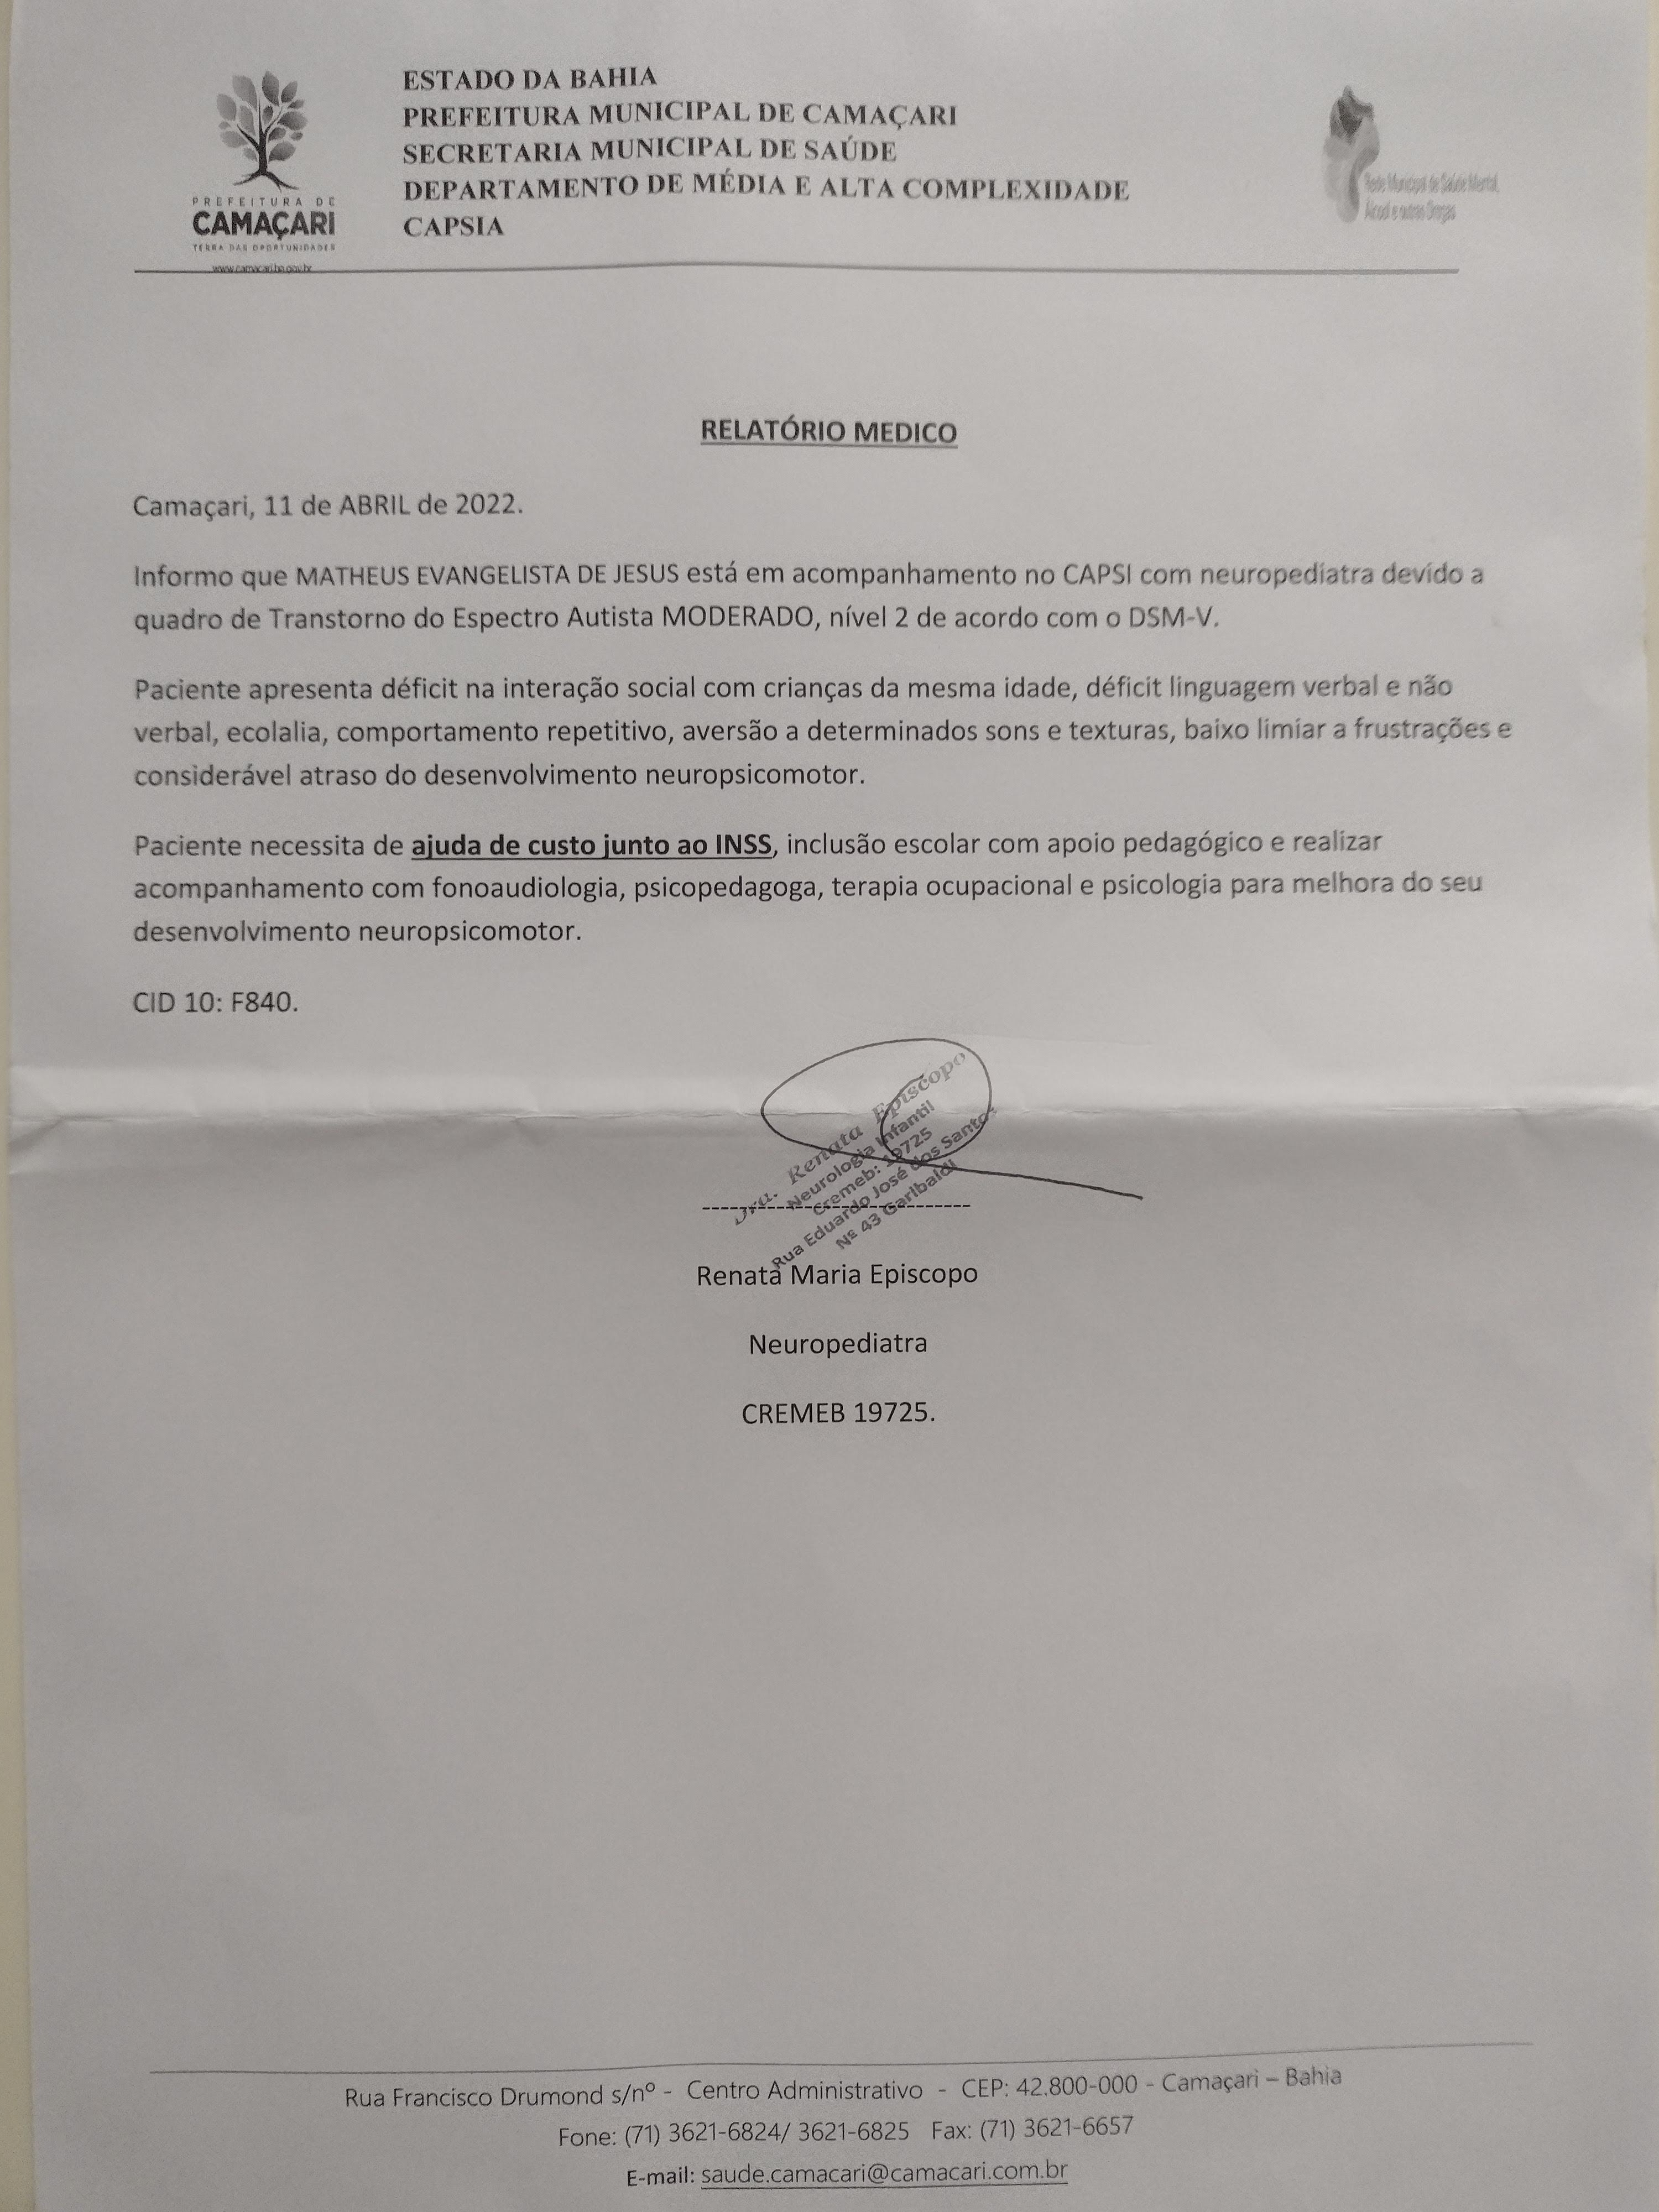 ESTADO DA BAHIA
PREFEITURA MUNICIPAL DE CAMAÇARI
SECRETARIA MUNICIPAL DE SAÚDE
DEPARTAMENTO DE MÉDIA E ALTA COMPLEXIDADE
CAPSIA
PREFEITURA DE
CAMAÇARI
TERRA DAS OPORTUNIDADES
www.camacari.ba.gov.br
Rede Municipal de Saúde Mental,
Álcool e outras Drogas
RELATÓRIO MEDICO
Camaçari, 11 de ABRIL de 2022.
Informo que MATHEUS EVANGELISTA DE JESUS está em acompanhamento no CAPSI com neuropediatra devido a
quadro de Transtorno do Espectro Autista MODERADO, nível 2 de acordo com o DSM-V.
Paciente apresenta déficit na interação social com crianças da mesma idade, déficit linguagem verbal e não
verbal, ecolalia, comportamento repetitivo, aversão a determinados sons e texturas, baixo limiar a frustrações e
considerável atraso do desenvolvimento neuropsicomotor.
Paciente necessita de ajuda de custo junto ao INSS, inclusão escolar com apoio pedagógico e realizar
acompanhamento com fonoaudiologia, psicopedagoga, terapia ocupacional e psicologia para melhora do seu
desenvolvimento neuropsicomotor.
CID 10: F840.
Dra. Renata Episcopo
Neurologia Infantil
Cremeb: 19725
Rua Eduardo José dos Santos
Nº 43 Garibaldi
Renata Maria Episcopo
Neuropediatra
CREMEB 19725.
Rua Francisco Drumond s/nº - Centro Administrativo - CEP: 42.800-000 - Camaçari – Bahia
Fone: (71) 3621-6824/ 3621-6825 Fax: (71) 3621-6657
E-mail: saude.camacari@camacari.com.br